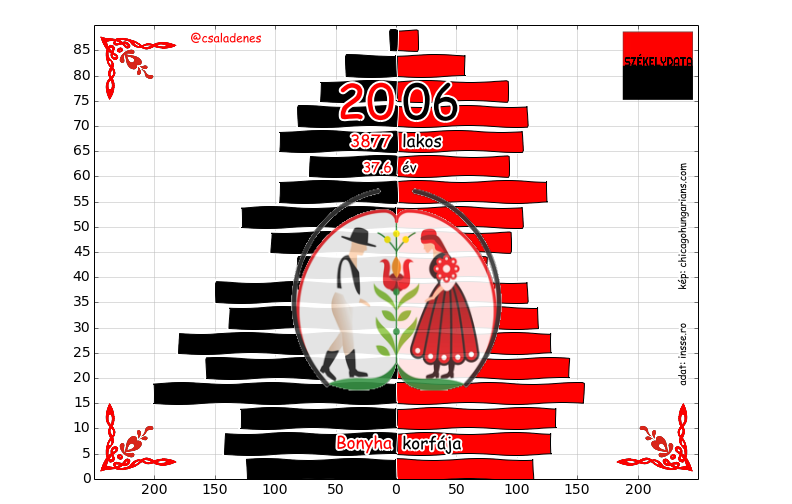 @csaladenes
SZÉKELYDATA
2006
3877 lakos
37.6 év
85
80
75
70
65
60
55
50
45
40
35
30
25
20
15
10
5
0
kép: chicagohungarians.com
adat: insse.ro
Bonyha korfája
200 150 100 50 0 50 100 150 200